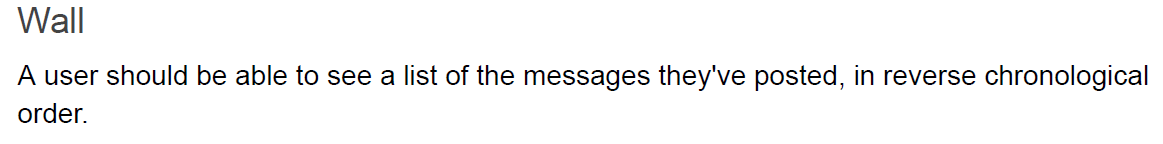 Wall
A user should be able to see a list of the messages they've posted, in reverse chronological
order.